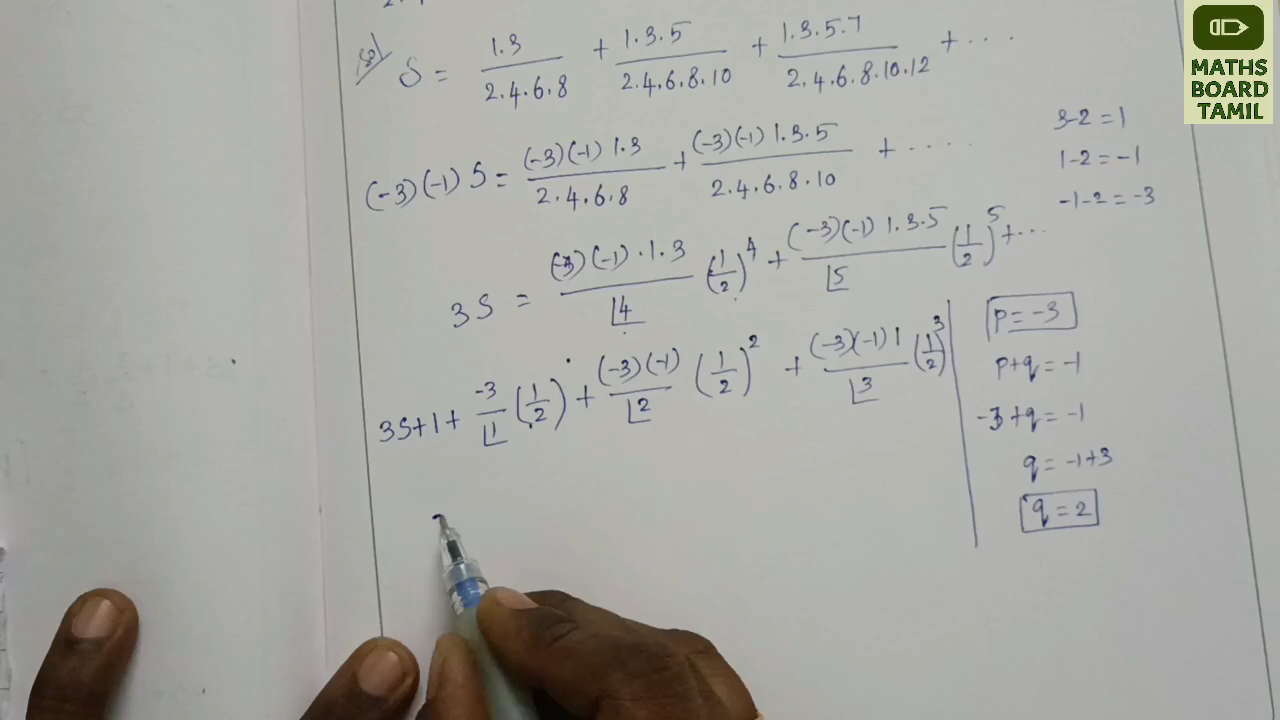 Sol
S = 1.3/2.4.6.8 + 1.3.5/2.4.6.8.10 + 1.3.5.7/2.4.6.8.10.12 + ....
(-3)(-1) S = (-3)(-1) 1.3/2.4.6.8 + (-3)(-1) 1.3.5/2.4.6.8.10 + .....
3S = (-3)(-1).1.3/⌊4 (1/2)^4 + (-3)(-1) 1.3.5/⌊5 (1/2)^5 + ...
3S+1+ -3/⌊1 (1/2) + (-3)(-1)/⌊2 (1/2)^2 + (-3)(-1) 1/⌊3 (1/2)^3
3-2 = 1
1-2 = -1
-1-2 = -3
p = -3
p+q = -1
-3+q = -1
q = -1+3
q = 2
MATHS
BOARD
TAMIL